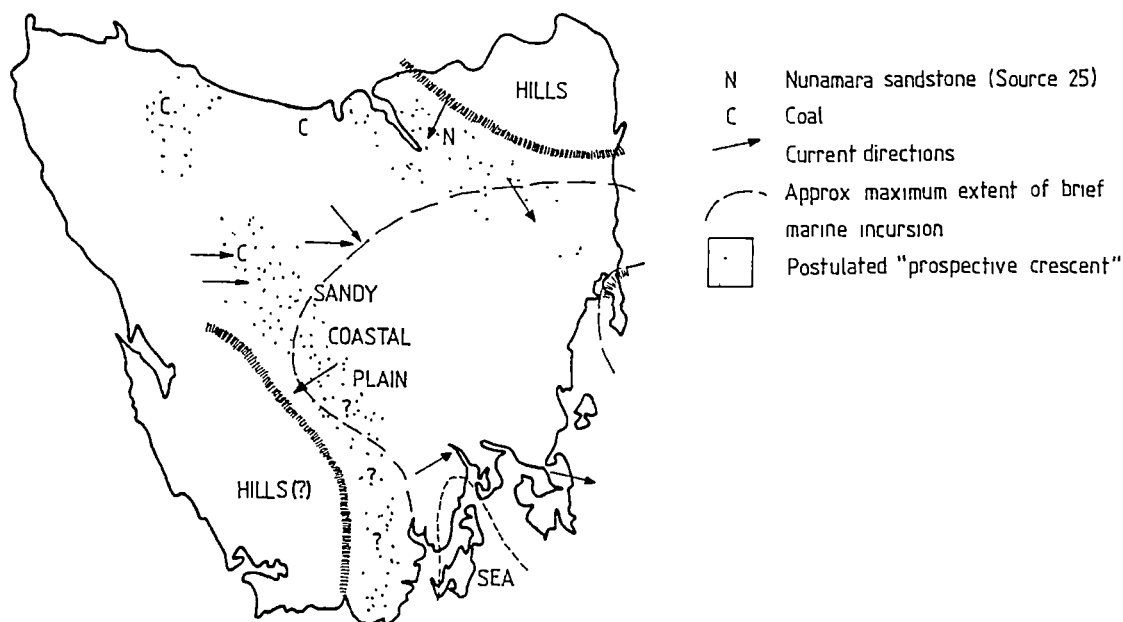 HILLS
C
C
N
C
SANDY
COASTAL
PLAIN
?
?
HILLS(?)
?
SEA
N Nunamara sandstone (Source 25)
C Coal
Current directions
Approx maximum extent of brief
marine incursion
Postulated "prospective crescent"